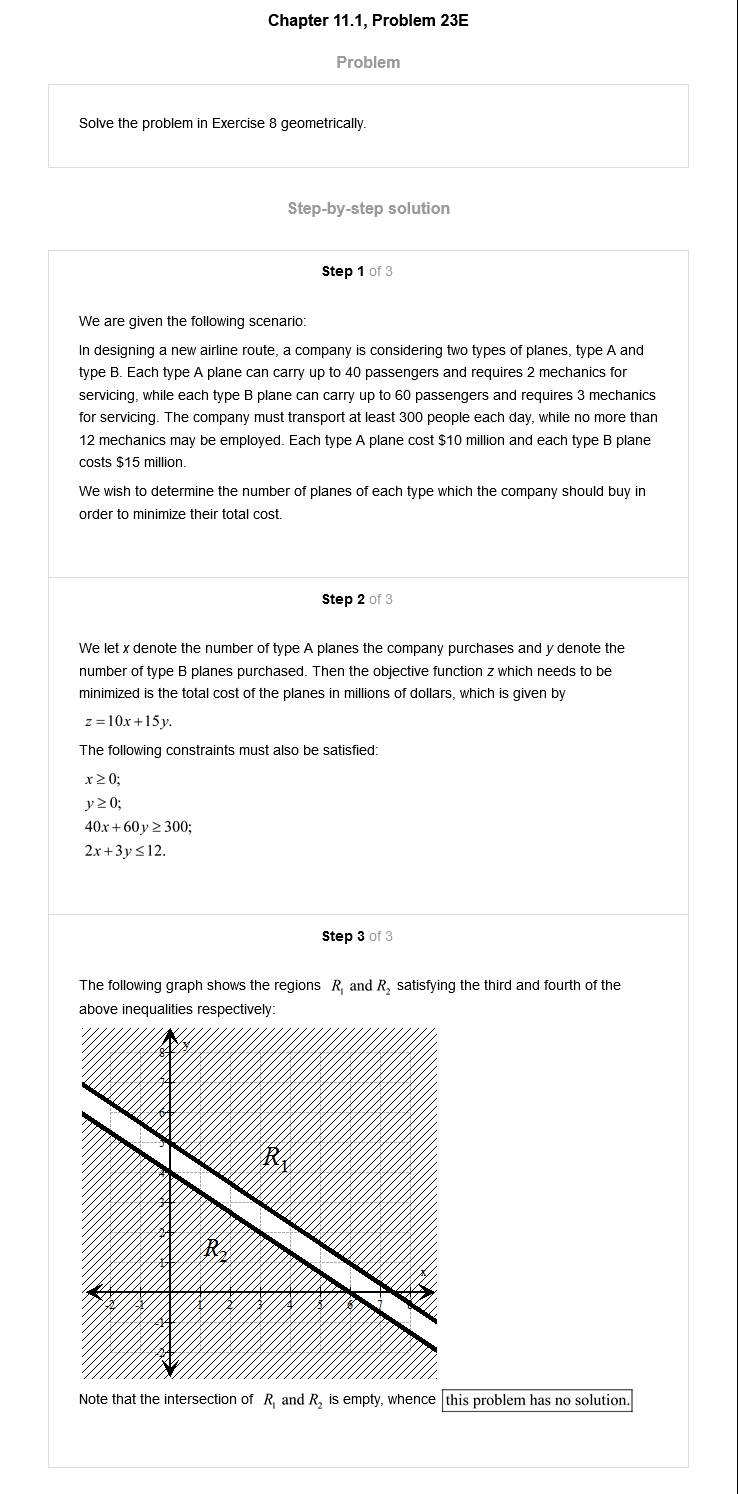 Chapter 11.1, Problem 23E
Problem
Solve the problem in Exercise 8 geometrically.
Step-by-step solution
Step 1 of 3
We are given the following scenario:
In designing a new airline route, a company is considering two types of planes, type A and
type B. Each type A plane can carry up to 40 passengers and requires 2 mechanics for
servicing, while each type B plane can carry up to 60 passengers and requires 3 mechanics
for servicing. The company must transport at least 300 people each day, while no more than
12 mechanics may be employed. Each type A plane cost $10 million and each type B plane
costs $15 million.
We wish to determine the number of planes of each type which the company should buy in
order to minimize their total cost.
Step 2 of 3
We let x denote the number of type A planes the company purchases and y denote the
number of type B planes purchased. Then the objective function z which needs to be
minimized is the total cost of the planes in millions of dollars, which is given by
z = 10x + 15y.
The following constraints must also be satisfied:
x ≥ 0;
y ≥ 0;
40x + 60y ≥ 300;
2x + 3y ≤ 12.
Step 3 of 3
The following graph shows the regions R₁ and R₂ satisfying the third and fourth of the
above inequalities respectively:
y
8
7
6
5
4
3
2
1
-1
-2
R₁
R₂
x
-2 -1 1 2 3 4 5 6 7 8
Note that the intersection of R₁ and R₂ is empty, whence this problem has no solution.